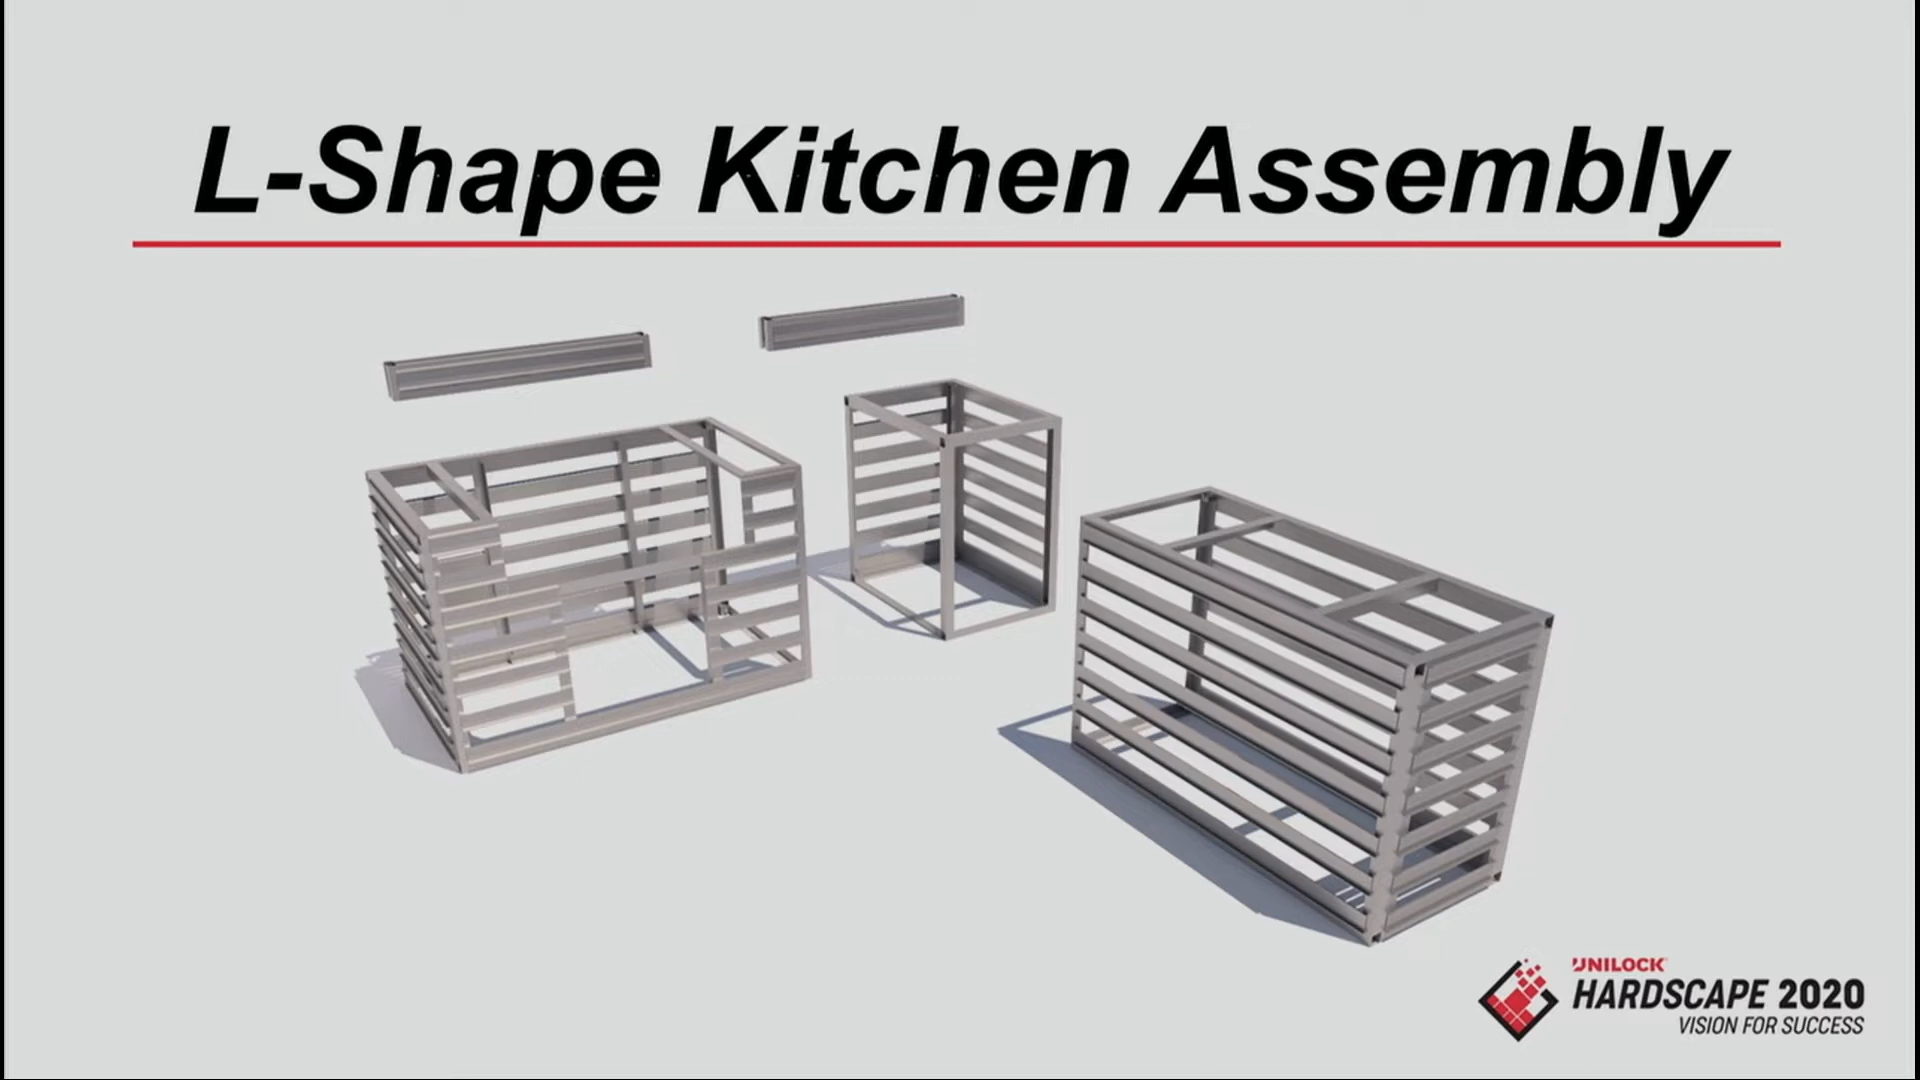 L-Shape Kitchen Assembly
UNILOCK
HARDSCAPE 2020
VISION FOR SUCCESS